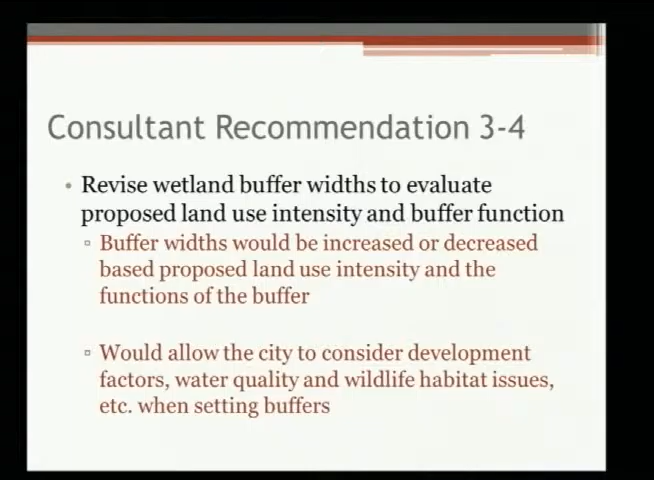 Consultant Recommendation 3-4
• Revise wetland buffer widths to evaluate
proposed land use intensity and buffer function
▫ Buffer widths would be increased or decreased
based proposed land use intensity and the
functions of the buffer
▫ Would allow the city to consider development
factors, water quality and wildlife habitat issues,
etc. when setting buffers